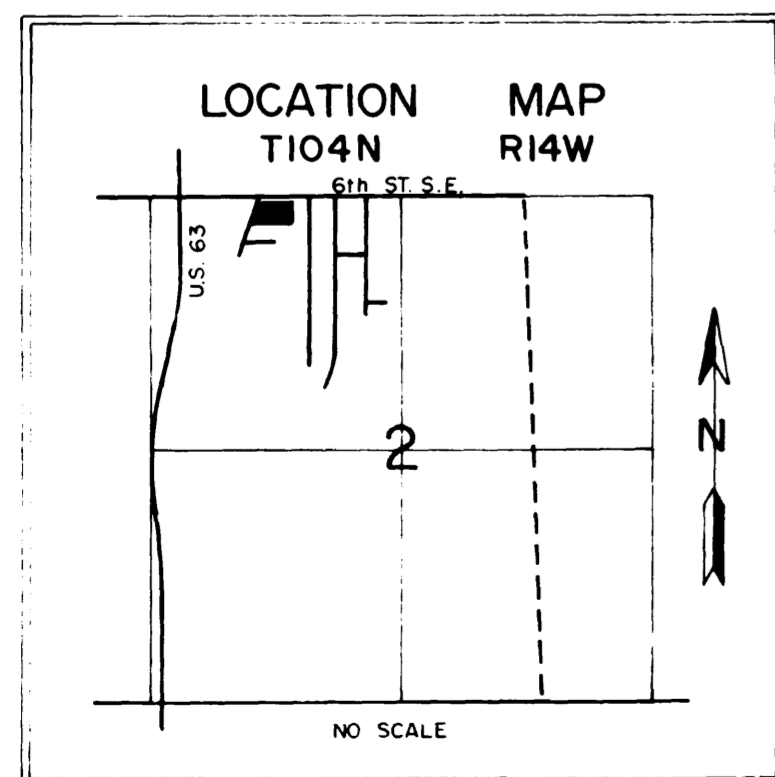 LOCATION MAP
T104N R14W
6th ST. S.E.
U.S. 63
2
N
NO SCALE